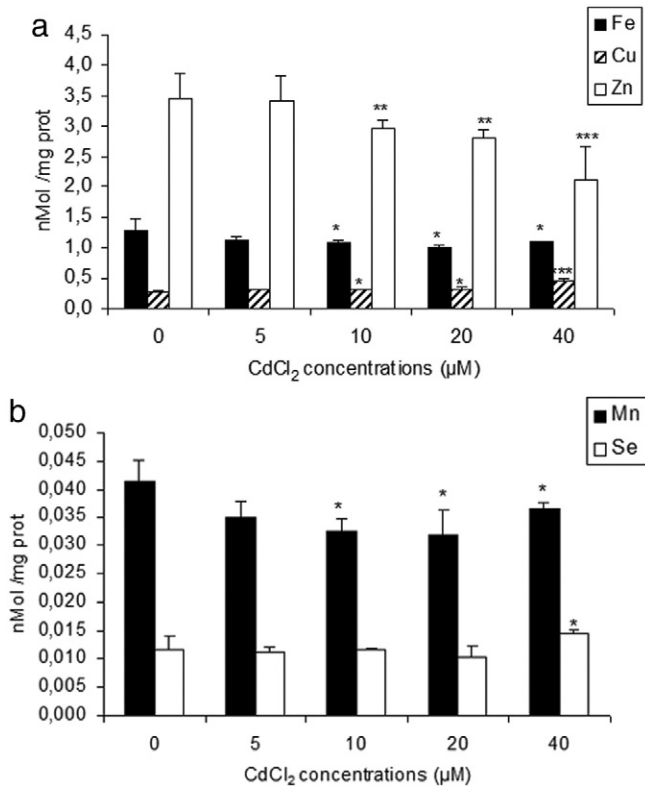 a
Fe
Cu
Zn
nMol /mg prot
4,5
4,0
3,5
3,0
2,5
2,0
1,5
1,0
0,5
0,0
** ** ***
* * *
* * ***
0 5 10 20 40
CdCl2 concentrations (µM)
b
Mn
Se
nMol /mg prot
0,050
0,045
0,040
0,035
0,030
0,025
0,020
0,015
0,010
0,005
0,000
* * *
*
0 5 10 20 40
CdCl2 concentrations (µM)